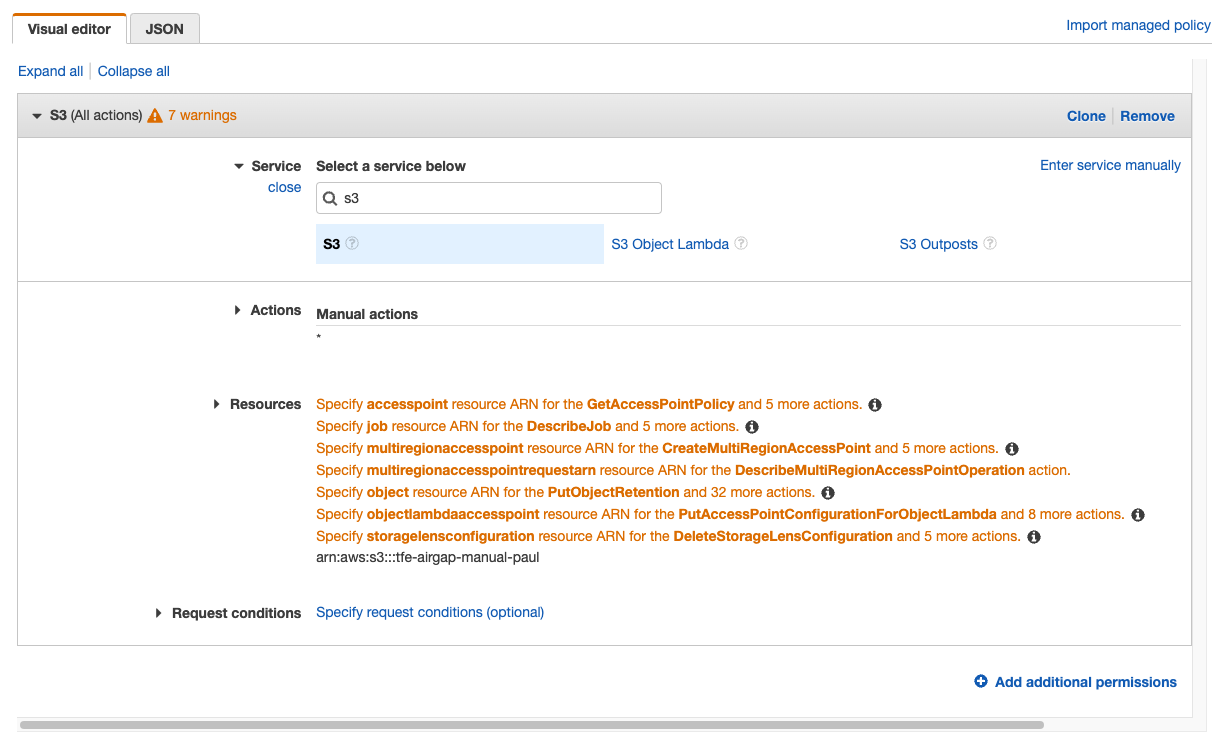 Visual editor JSON Import managed policy
Expand all Collapse all
S3 (All actions) 7 warnings Clone Remove
Service Select a service below Enter service manually
close
s3
S3 ? S3 Object Lambda ? S3 Outposts ?
Actions Manual actions
*
Resources Specify accesspoint resource ARN for the GetAccessPointPolicy and 5 more actions.
Specify job resource ARN for the DescribeJob and 5 more actions.
Specify multiregionaccesspoint resource ARN for the CreateMultiRegionAccessPoint and 5 more actions.
Specify multiregionaccesspointrequestarn resource ARN for the DescribeMultiRegionAccessPointOperation action.
Specify object resource ARN for the PutObjectRetention and 32 more actions.
Specify objectlambdaaccesspoint resource ARN for the PutAccessPointConfigurationForObjectLambda and 8 more actions.
Specify storagelensconfiguration resource ARN for the DeleteStorageLensConfiguration and 5 more actions.
arn:aws:s3:::tfe-airgap-manual-paul
Request conditions Specify request conditions (optional)
Add additional permissions